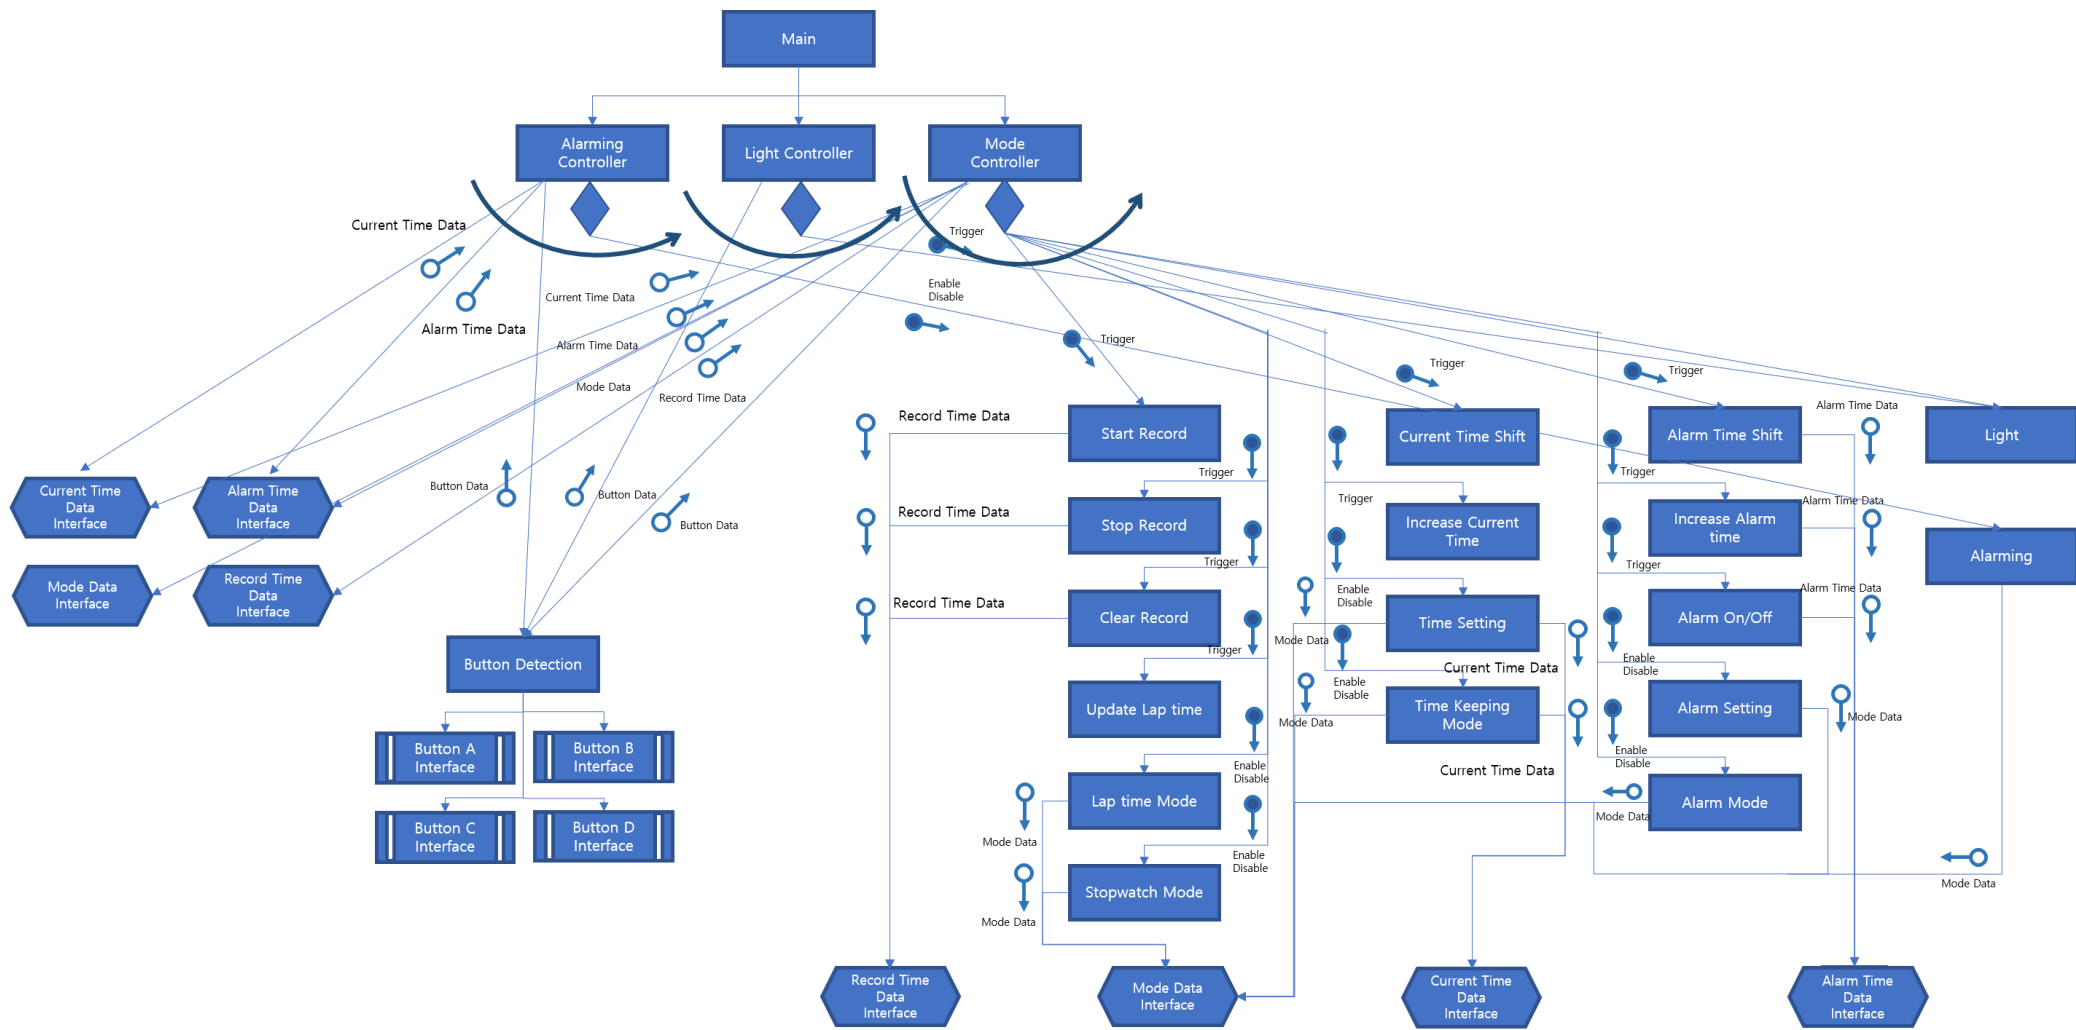 Main
Alarming
Controller
Light Controller
Mode
Controller
Current Time Data
Trigger
Enable
Disable
Current Time Data
Alarm Time Data
Trigger
Alarm Time Data
Mode Data
Record Time Data
Trigger
Trigger
Record Time Data
Start Record
Current Time Shift
Alarm Time Shift
Alarm Time Data
Light
Current Time
Data
Interface
Alarm Time
Data
Interface
Button Data
Button Data
Button Data
Trigger
Trigger
Trigger
Record Time Data
Stop Record
Increase Current
Time
Increase Alarm
time
Alarm Time Data
Alarming
Mode Data
Interface
Record Time
Data
Interface
Trigger
Enable
Disable
Trigger
Record Time Data
Clear Record
Time Setting
Alarm On/Off
Alarm Time Data
Mode Data
Trigger
Current Time Data
Enable
Disable
Button Detection
Enable
Disable
Update Lap time
Mode Data
Time Keeping
Mode
Alarm Setting
Mode Data
Button A
Interface
Button B
Interface
Enable
Disable
Current Time Data
Enable
Disable
Lap time Mode
Alarm Mode
Mode Data
Button C
Interface
Button D
Interface
Mode Data
Enable
Disable
Stopwatch Mode
Mode Data
Mode Data
Record Time
Data
Interface
Mode Data
Interface
Current Time
Data
Interface
Alarm Time
Data
Interface